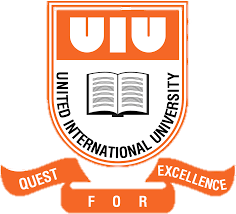 UIU
UNITED INTERNATIONAL UNIVERSITY
QUEST
FOR
EXCELLENCE